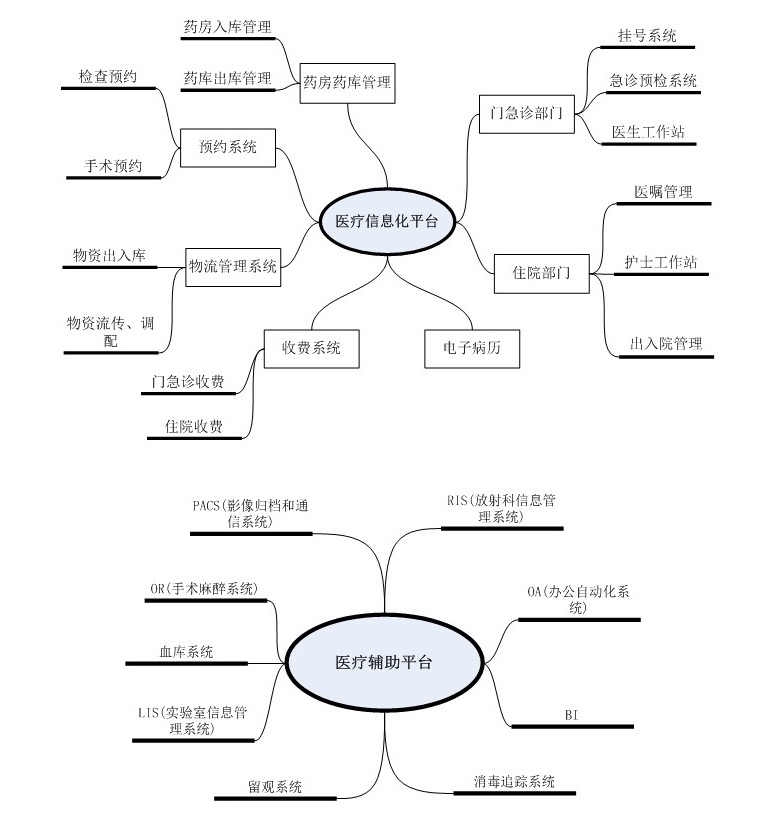 药房入库管理
药库出库管理
药房药库管理
检查预约
手术预约
预约系统
挂号系统
急诊预检系统
医生工作站
门急诊部门
医疗信息化平台
医嘱管理
护士工作站
出入院管理
住院部门
物资出入库
物资流传、调
配
物流管理系统
收费系统
电子病历
门急诊收费
住院收费
PACS(影像归档和通
信系统)
RIS(放射科信息管
理系统)
OR(手术麻醉系统)
OA(办公自动化系
统)
血库系统
医疗辅助平台
LIS(实验室信息管
理系统)
BI
留观系统
消毒追踪系统